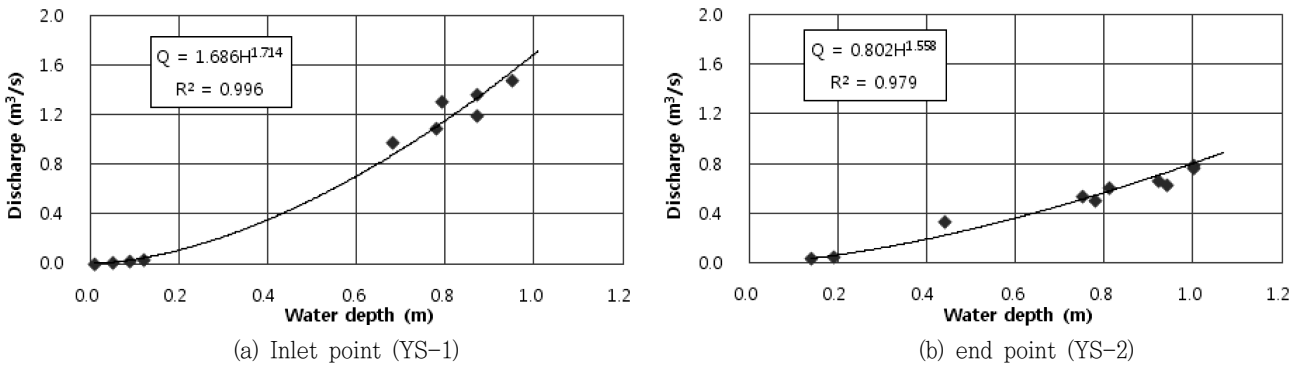 2.0
1.6
1.2
0.8
0.4
0.0
Discharge (m³/s)
Q = 1.686H^1.714
R² = 0.996
0.0 0.2 0.4 0.6 0.8 1.0 1.2
Water depth (m)
(a) Inlet point (YS-1)
2.0
1.6
1.2
0.8
0.4
0.0
Discharge (m³/s)
Q = 0.802H^1.558
R² = 0.979
0.0 0.2 0.4 0.6 0.8 1.0 1.2
Water depth (m)
(b) end point (YS-2)